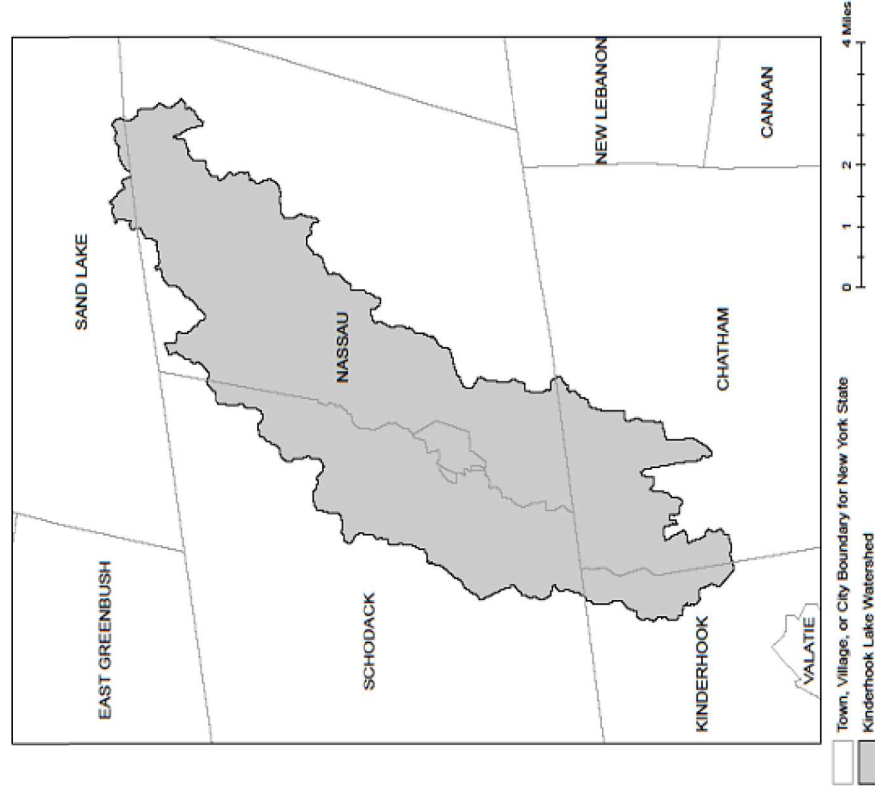 SAND LAKE
EAST GREENBUSH
NASSAU
SCHODACK
NEW LEBANON
CANAAN
CHATHAM
KINDERHOOK
VALATIE
0 1 2 4 Miles
Town, Village, or City Boundary for New York State
Kinderhook Lake Watershed